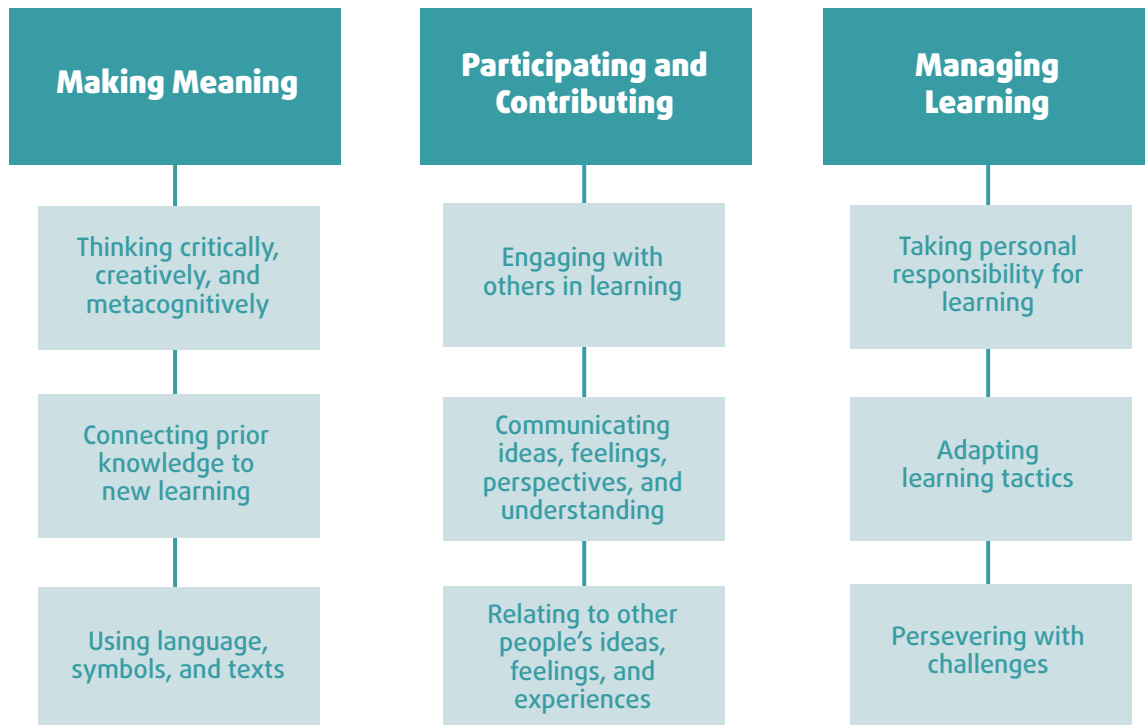 Making Meaning
Thinking critically,
creatively, and
metacognitively
Connecting prior
knowledge to
new learning
Using language,
symbols, and texts
Participating and
Contributing
Engaging with
others in learning
Communicating
ideas, feelings,
perspectives, and
understanding
Relating to other
people’s ideas,
feelings, and
experiences
Managing
Learning
Taking personal
responsibility for
learning
Adapting
learning tactics
Persevering with
challenges